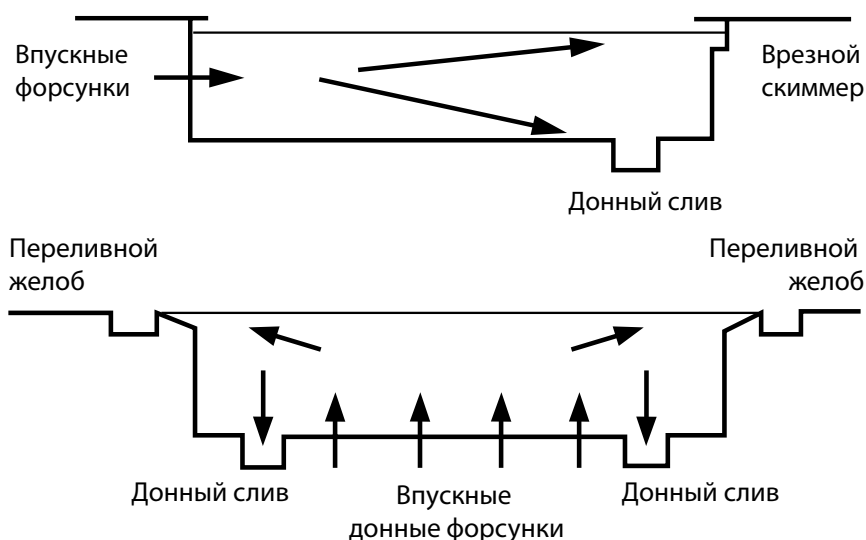 Впускные
форсунки
Врезной
скиммер
Донный слив
Переливной
желоб
Переливной
желоб
Донный слив
Впускные
донные форсунки
Донный слив